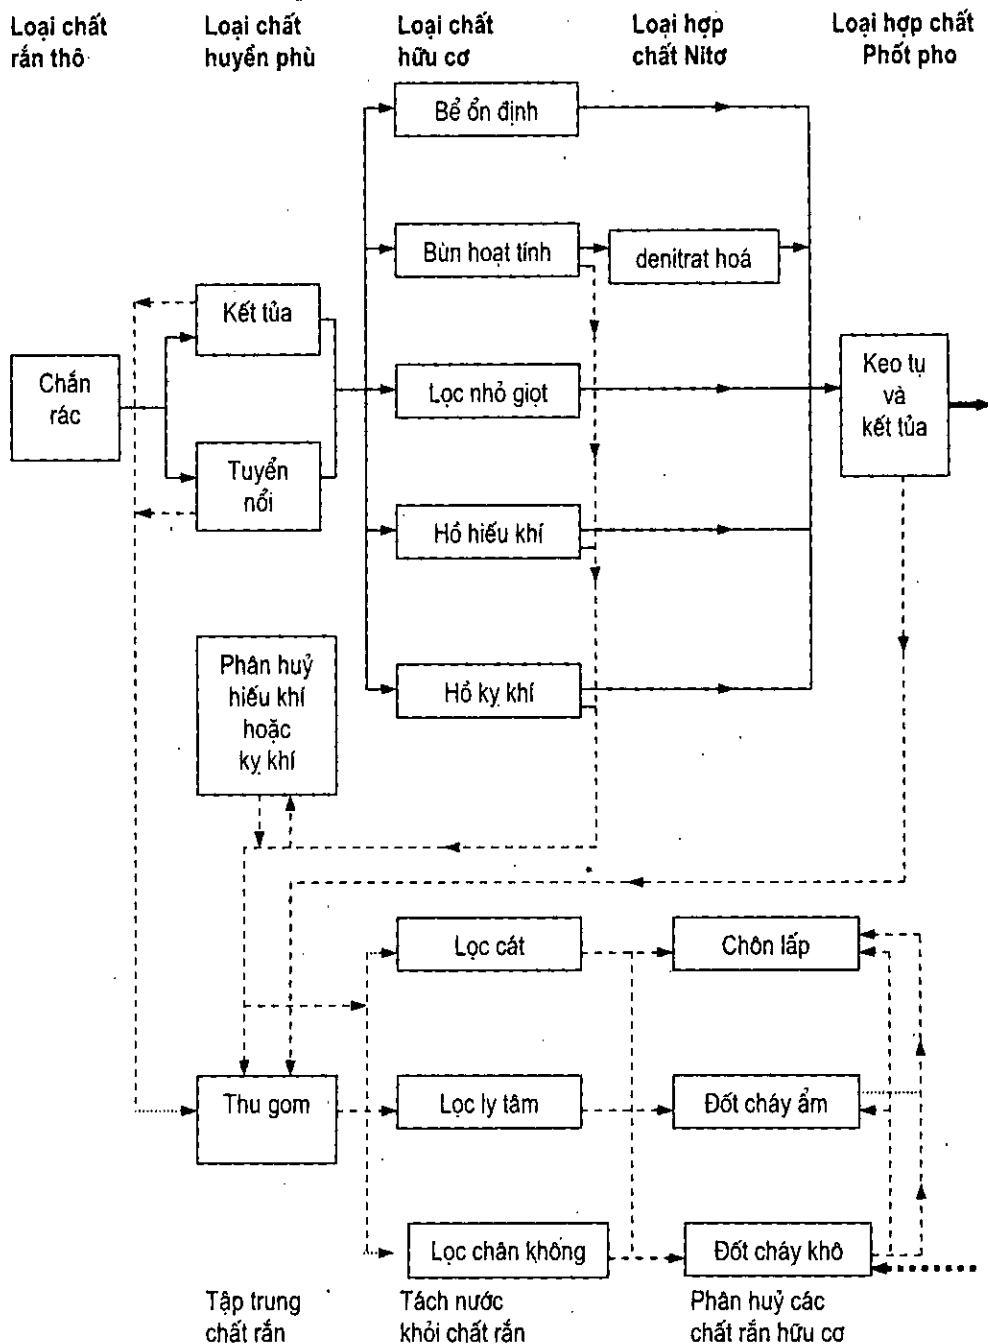 Loại chất
rắn thô
Loại chất
huyển phù
Loại chất
hữu cơ
Loại hợp
chất Nitơ
Loại hợp chất
Phốt pho
Bể ổn định
Bùn hoạt tính
denitrat hoá
Kết tủa
Chắn
rác
Lọc nhỏ giọt
Keo tụ
và
kết tủa
Tuyển
nổi
Hồ hiếu khí
Phân huỷ
hiếu khí
hoặc
kỵ khí
Hồ kỵ khí
Lọc cát
Chôn lấp
Thu gom
Lọc ly tâm
Đốt cháy ẩm
Lọc chân không
Đốt cháy khô
Tập trung
chất rắn
Tách nước
khỏi chất rắn
Phân huỷ các
chất rắn hữu cơ